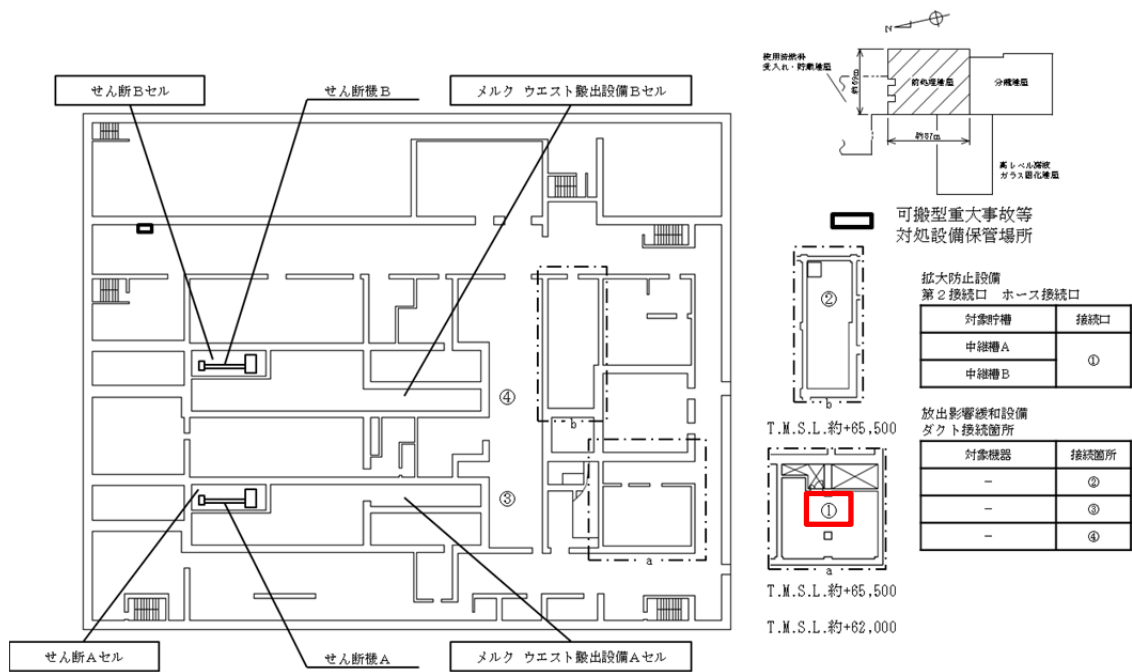 N
使用済燃料
受入れ・貯蔵建屋
約69m
前処理建屋
分離建屋
約87m
高レベル廃液
ガラス固化建屋
せん断Bセル
せん断機B
メルク ウエスト搬出設備Bセル
可搬型重大事故等
対処設備保管場所
②
b
T.M.S.L.約+65,500
拡大防止設備
第2接続口 ホース接続口
対象貯槽 接続口
中継槽A ①
中継槽B
放出影響緩和設備
ダクト接続箇所
対象機器 接続箇所
- ②
- ③
- ④
④
b
③
a
①
a
T.M.S.L.約+65,500
T.M.S.L.約+62,000
せん断Aセル
せん断機A
メルク ウエスト搬出設備Aセル